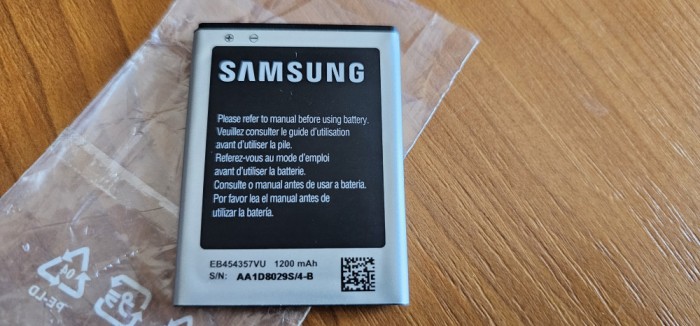 SAMSUNG
Please refer to manual before using battery.
Veuillez consulter le guide d'utilisation
avant d'utiliser la pile.
Referez-vous au mode d'emploi
avant d'utiliser la batterie.
Consulte o manual antes de usar a bateria.
Por favor lea el manual antes de
utilizar la batería.
EB454357VU 1200 mAh
S/N: AA1D8029S/4-B
04
PE-LD